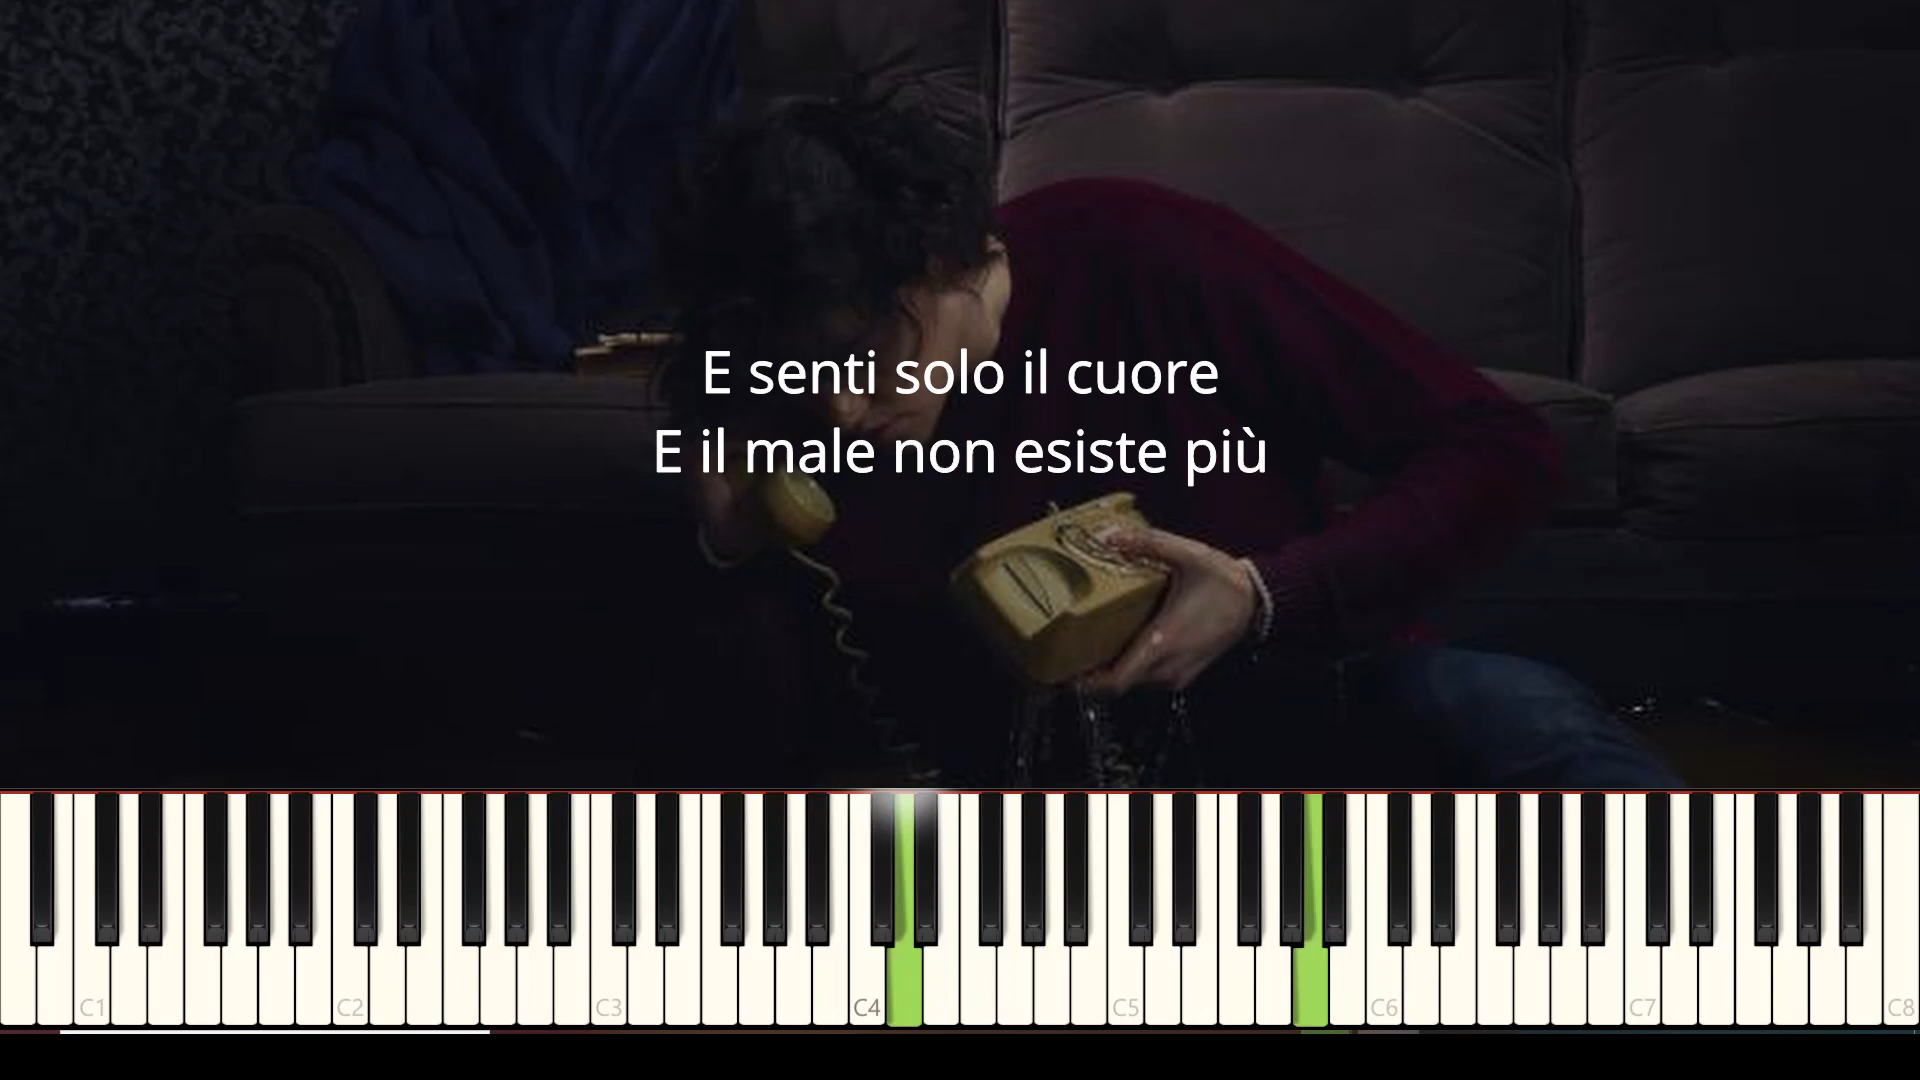 E senti solo il cuore
E il male non esiste più
C1 C2 C3 C4 C5 C6 C7 C8